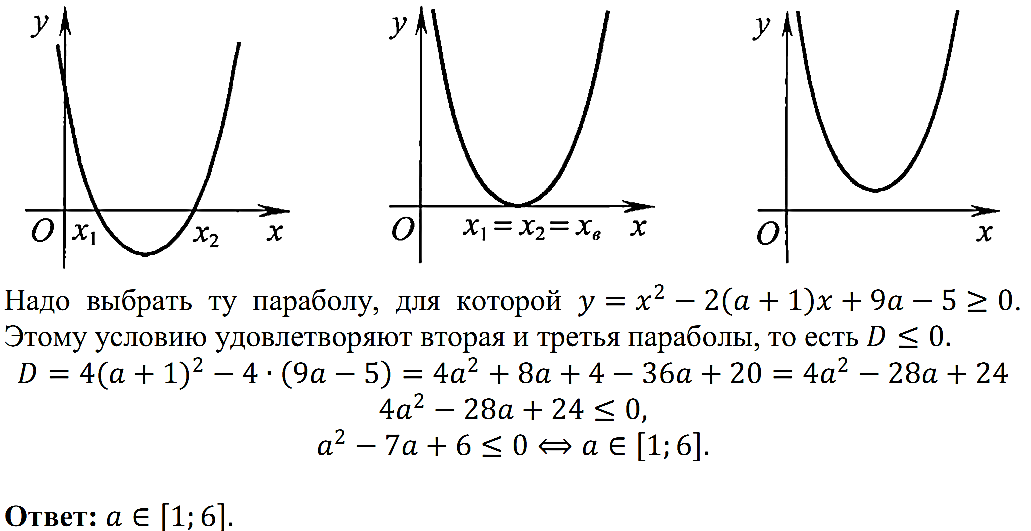 y y y
O x₁ x₂ x O x₁ = x₂ = xв x O x
Надо выбрать ту параболу, для которой y = x² − 2(a + 1)x + 9a − 5 ≥ 0.
Этому условию удовлетворяют вторая и третья параболы, то есть D ≤ 0.
D = 4(a + 1)² − 4 · (9a − 5) = 4a² + 8a + 4 − 36a + 20 = 4a² − 28a + 24
4a² − 28a + 24 ≤ 0,
a² − 7a + 6 ≤ 0 ⟺ a ∈ [1; 6].
Ответ: a ∈ [1; 6].